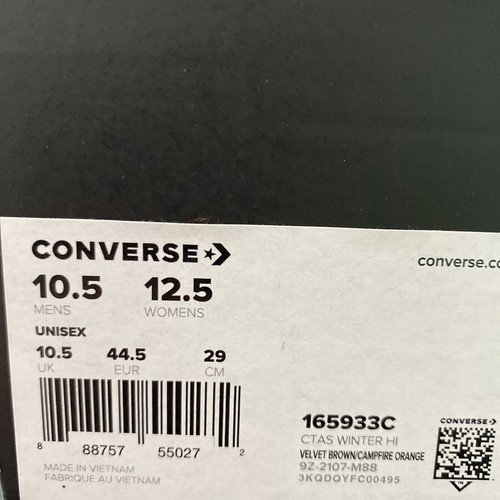 CONVERSE
converse.co
10.5 12.5
MENS WOMENS
UNISEX
10.5 44.5 29
UK EUR CM
8 88757 55027 2
MADE IN VIETNAM
FABRIQUE AU VIETNAM
165933C
CTAS WINTER HI
VELVET BROWN/CAMPFIRE ORANGE
9Z-2107-M88
3KQDQYFC00495
CONVERSE